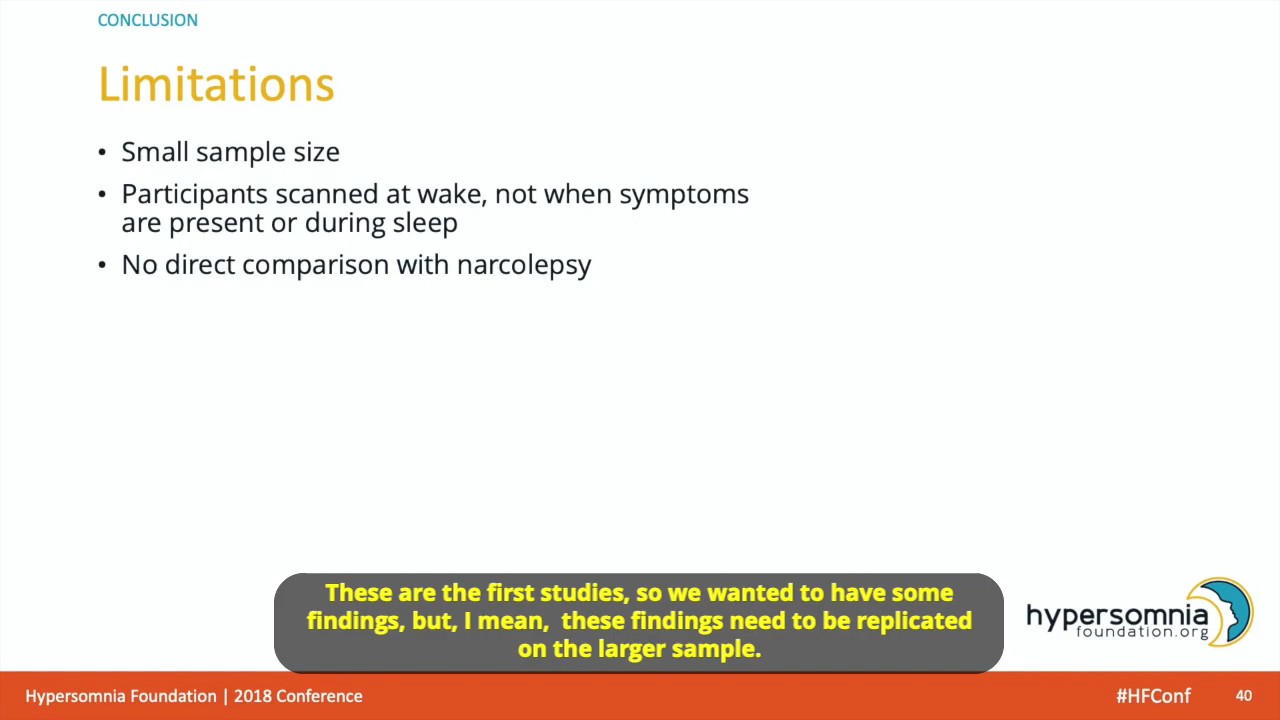 CONCLUSION
Limitations
• Small sample size
• Participants scanned at wake, not when symptoms
are present or during sleep
• No direct comparison with narcolepsy
These are the first studies, so we wanted to have some
findings, but, I mean,  these findings need to be replicated
on the larger sample.
hypersomnia
foundation.org
Hypersomnia Foundation | 2018 Conference
#HFConf
40